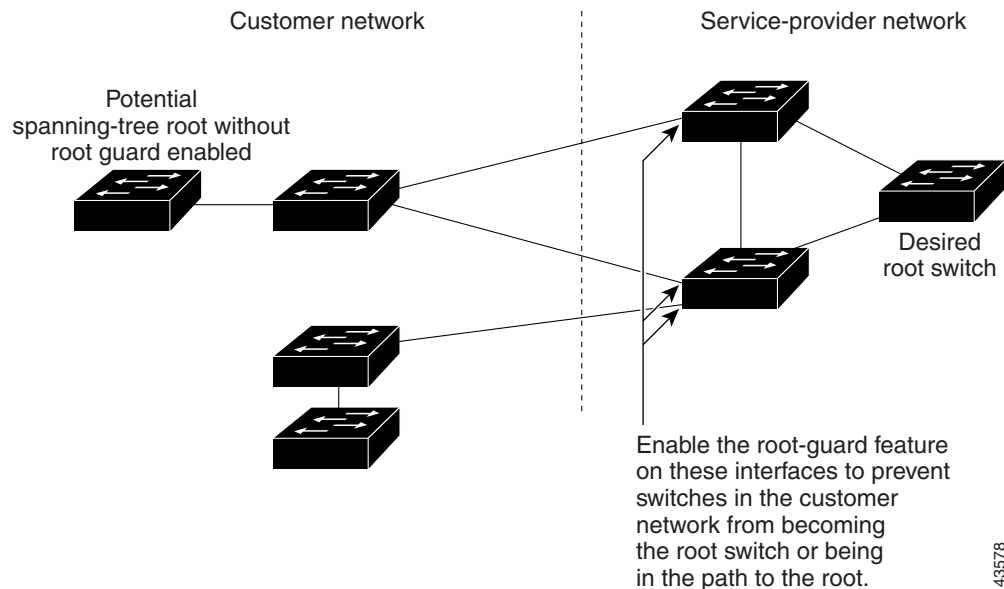 Customer network
Service-provider network
Potential
spanning-tree root without
root guard enabled
Desired
root switch
Enable the root-guard feature
on these interfaces to prevent
switches in the customer
network from becoming
the root switch or being
in the path to the root.
43578